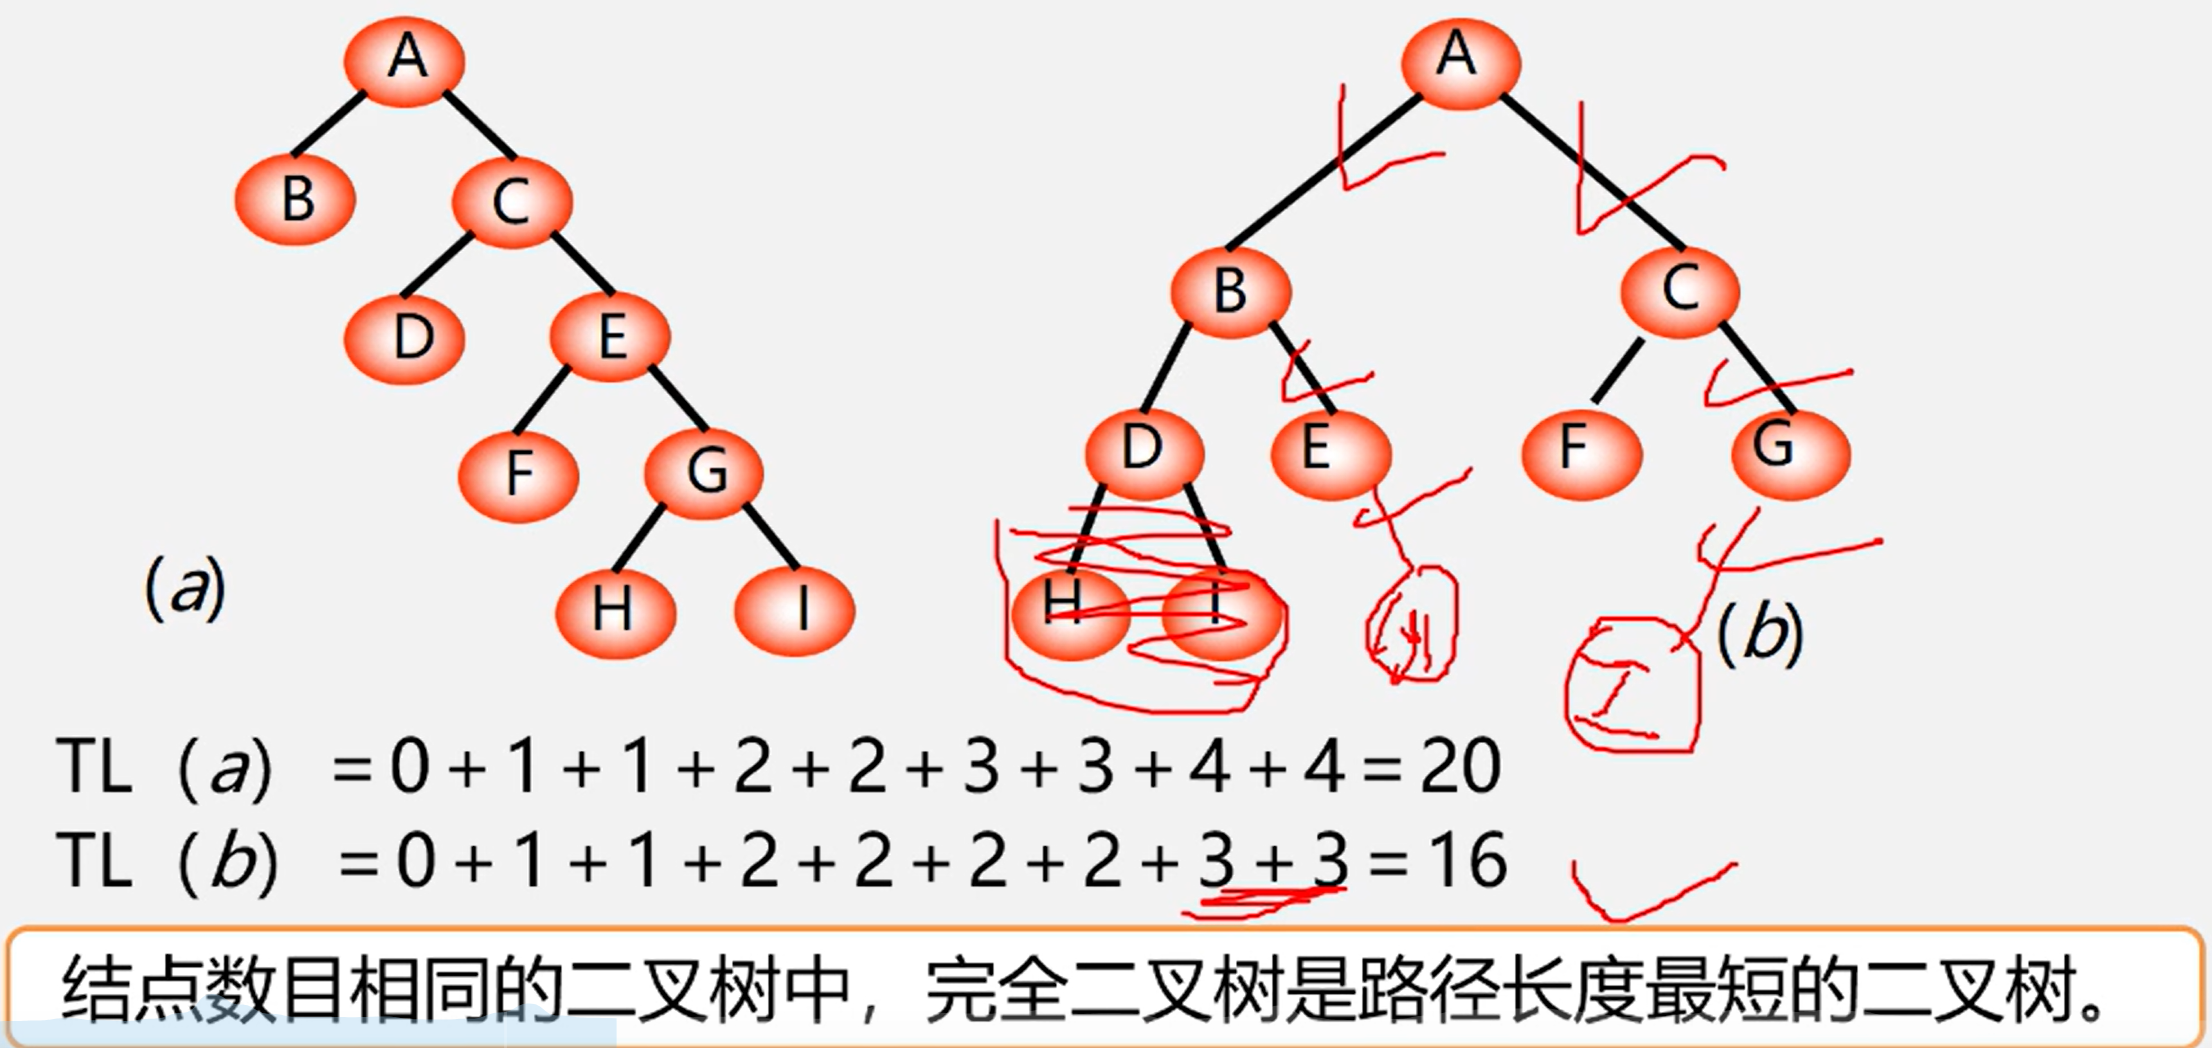 A
A
B
C
B
C
D
E
D
E
F
G
F
G
H
I
H
I
H
I
(a)
(b)
TL (a) = 0 + 1 + 1 + 2 + 2 + 3 + 3 + 4 + 4 = 20
TL (b) = 0 + 1 + 1 + 2 + 2 + 2 + 2 + 3 + 3 = 16
结点数目相同的二叉树中，完全二叉树是路径长度最短的二叉树。